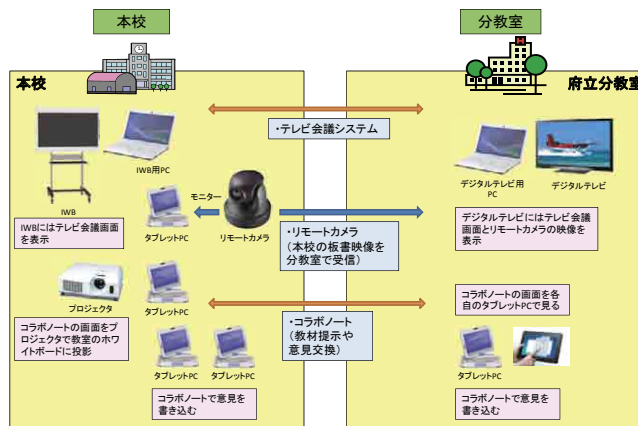 本校
分教室
本校
府立分教室
・テレビ会議システム
IWB用PC
IWB
モニター
タブレットPC
リモートカメラ
デジタルテレビ用
PC
デジタルテレビ
IWBにはテレビ会議画面
を表示
・リモートカメラ
(本校の板書映像を
分教室で受信)
デジタルテレビにはテレビ会議
画面とリモートカメラの映像を
表示
プロジェクタ
タブレットPC
コラボノートの画面をプ
ロジェクタで教室のホワ
イトボードに投影
・コラボノート
(教材提示や
意見交換)
コラボノートの画面を各
自のタブレットPCで見る
タブレットPC
タブレットPC
タブレットPC
コラボノートで意見を
書き込む
コラボノートで意見を
書き込む